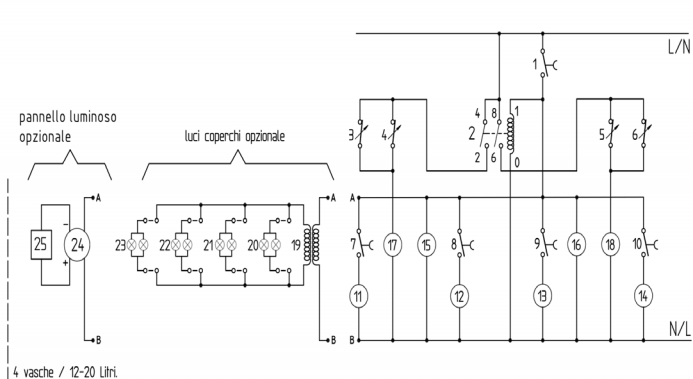 L/N
1
pannello luminoso
opzionale
luci coperchi opzionale
3 4 2 4 8 1 5 6
2 6 0
A A A
25 - 24 + 23 22 21 20 19 7 17 15 8 9 16 18 10
11 12 13 14
B B B N/L
4 vasche / 12-20 Litri.